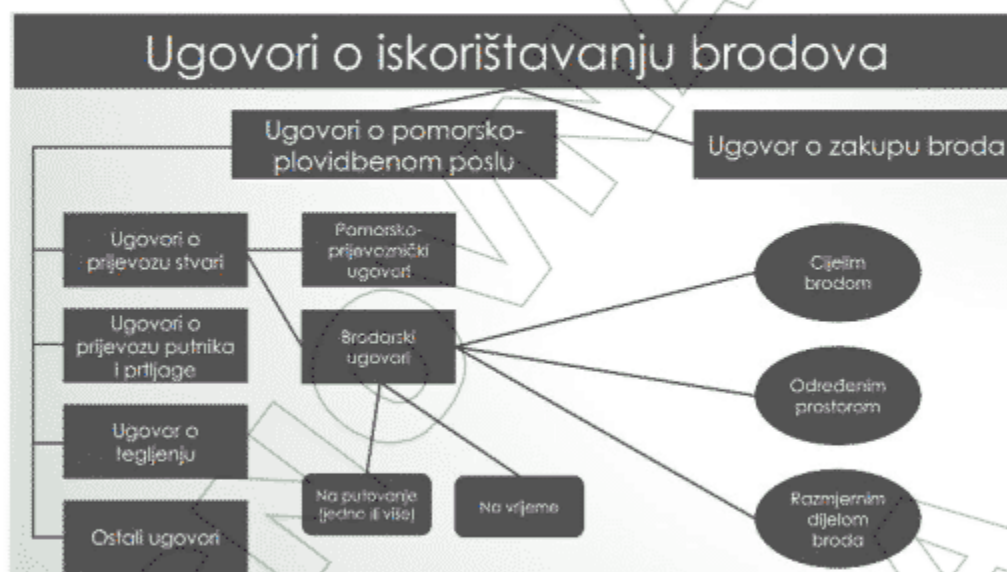 Ugovori o iskorištavanju brodova
Ugovori o pomorsko-
plovidbenom poslu
Ugovor o zakupu broda
Ugovori o
prijevozu stvari
Pomorsko-
prijevoznički
ugovori
Cijelim
brodom
Ugovori o
prijevozu putnika
i prtljage
Brodarski
ugovori
Određenim
prostorom
Ugovor o
tegljenju
Na putovanje
(jedno ili više)
Na vrijeme
Razmjernim
dijelom
broda
Ostali ugovori